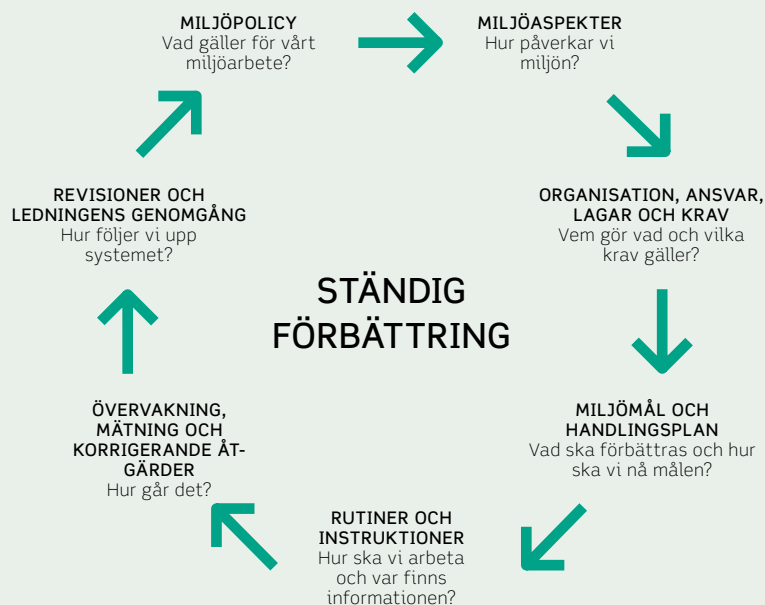 MILJÖPOLICY
Vad gäller för vårt
miljöarbete?
MILJÖASPEKTER
Hur påverkar vi
miljön?
ORGANISATION, ANSVAR,
LAGAR OCH KRAV
Vem gör vad och vilka
krav gäller?
MILJÖMÅL OCH
HANDLINGSPLAN
Vad ska förbättras och hur
ska vi nå målen?
RUTINER OCH
INSTRUKTIONER
Hur ska vi arbeta
och var finns
informationen?
ÖVERVAKNING,
MÄTNING OCH
KORRIGERANDE ÅT-
GÄRDER
Hur går det?
REVISIONER OCH
LEDNINGENS GENOMGÅNG
Hur följer vi upp
systemet?
STÄNDIG
FÖRBÄTTRING